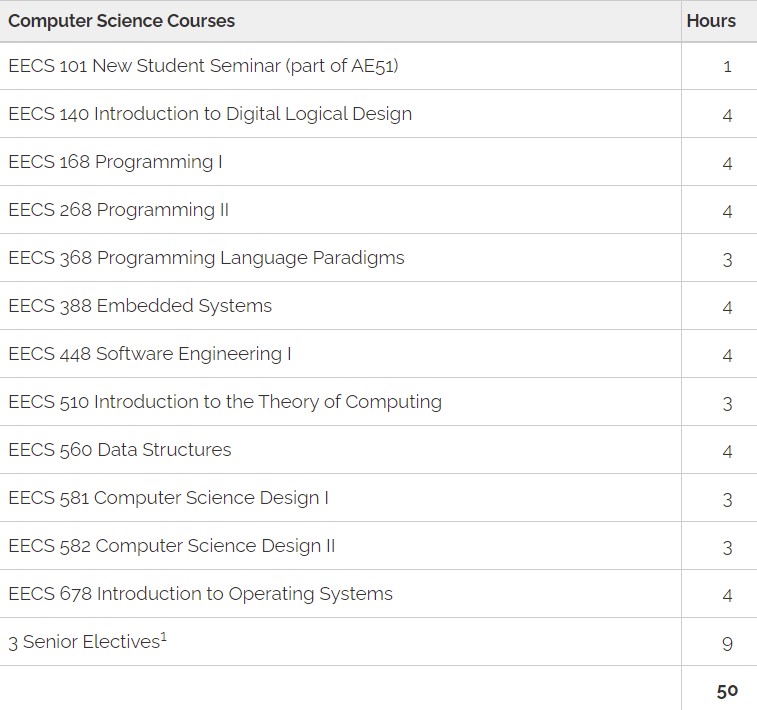 Computer Science Courses Hours
EECS 101 New Student Seminar (part of AE51) 1
EECS 140 Introduction to Digital Logical Design 4
EECS 168 Programming I 4
EECS 268 Programming II 4
EECS 368 Programming Language Paradigms 3
EECS 388 Embedded Systems 4
EECS 448 Software Engineering I 4
EECS 510 Introduction to the Theory of Computing 3
EECS 560 Data Structures 4
EECS 581 Computer Science Design I 3
EECS 582 Computer Science Design II 3
EECS 678 Introduction to Operating Systems 4
3 Senior Electives¹ 9
50